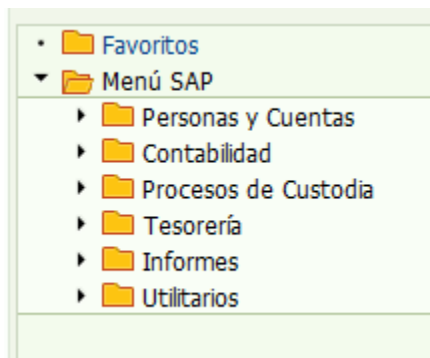 Favoritos
Menú SAP
Personas y Cuentas
Contabilidad
Procesos de Custodia
Tesorería
Informes
Utilitarios